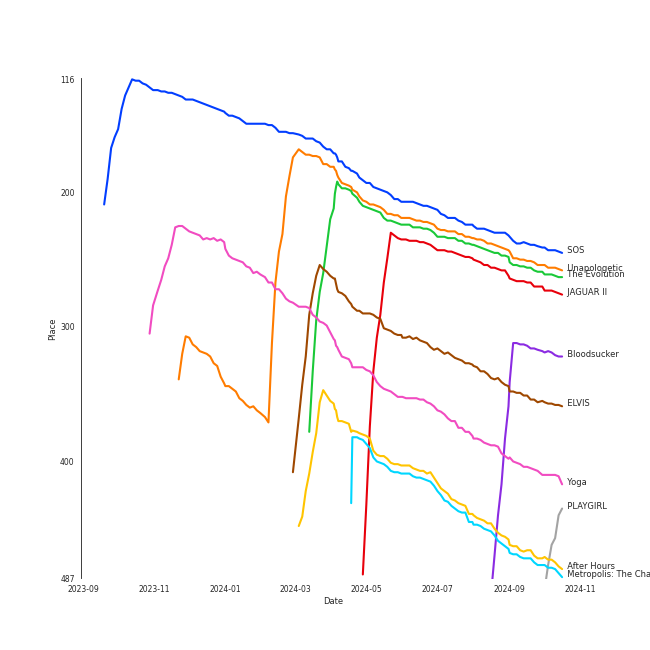 116
200
300
400
487
Place
2023-09
2023-11
2024-01
2024-03
2024-05
2024-07
2024-09
2024-11
Date
SOS
Unapologetic
The Evolution
JAGUAR II
Bloodsucker
ELVIS
Yoga
PLAYGIRL
After Hours
Metropolis: The Cha